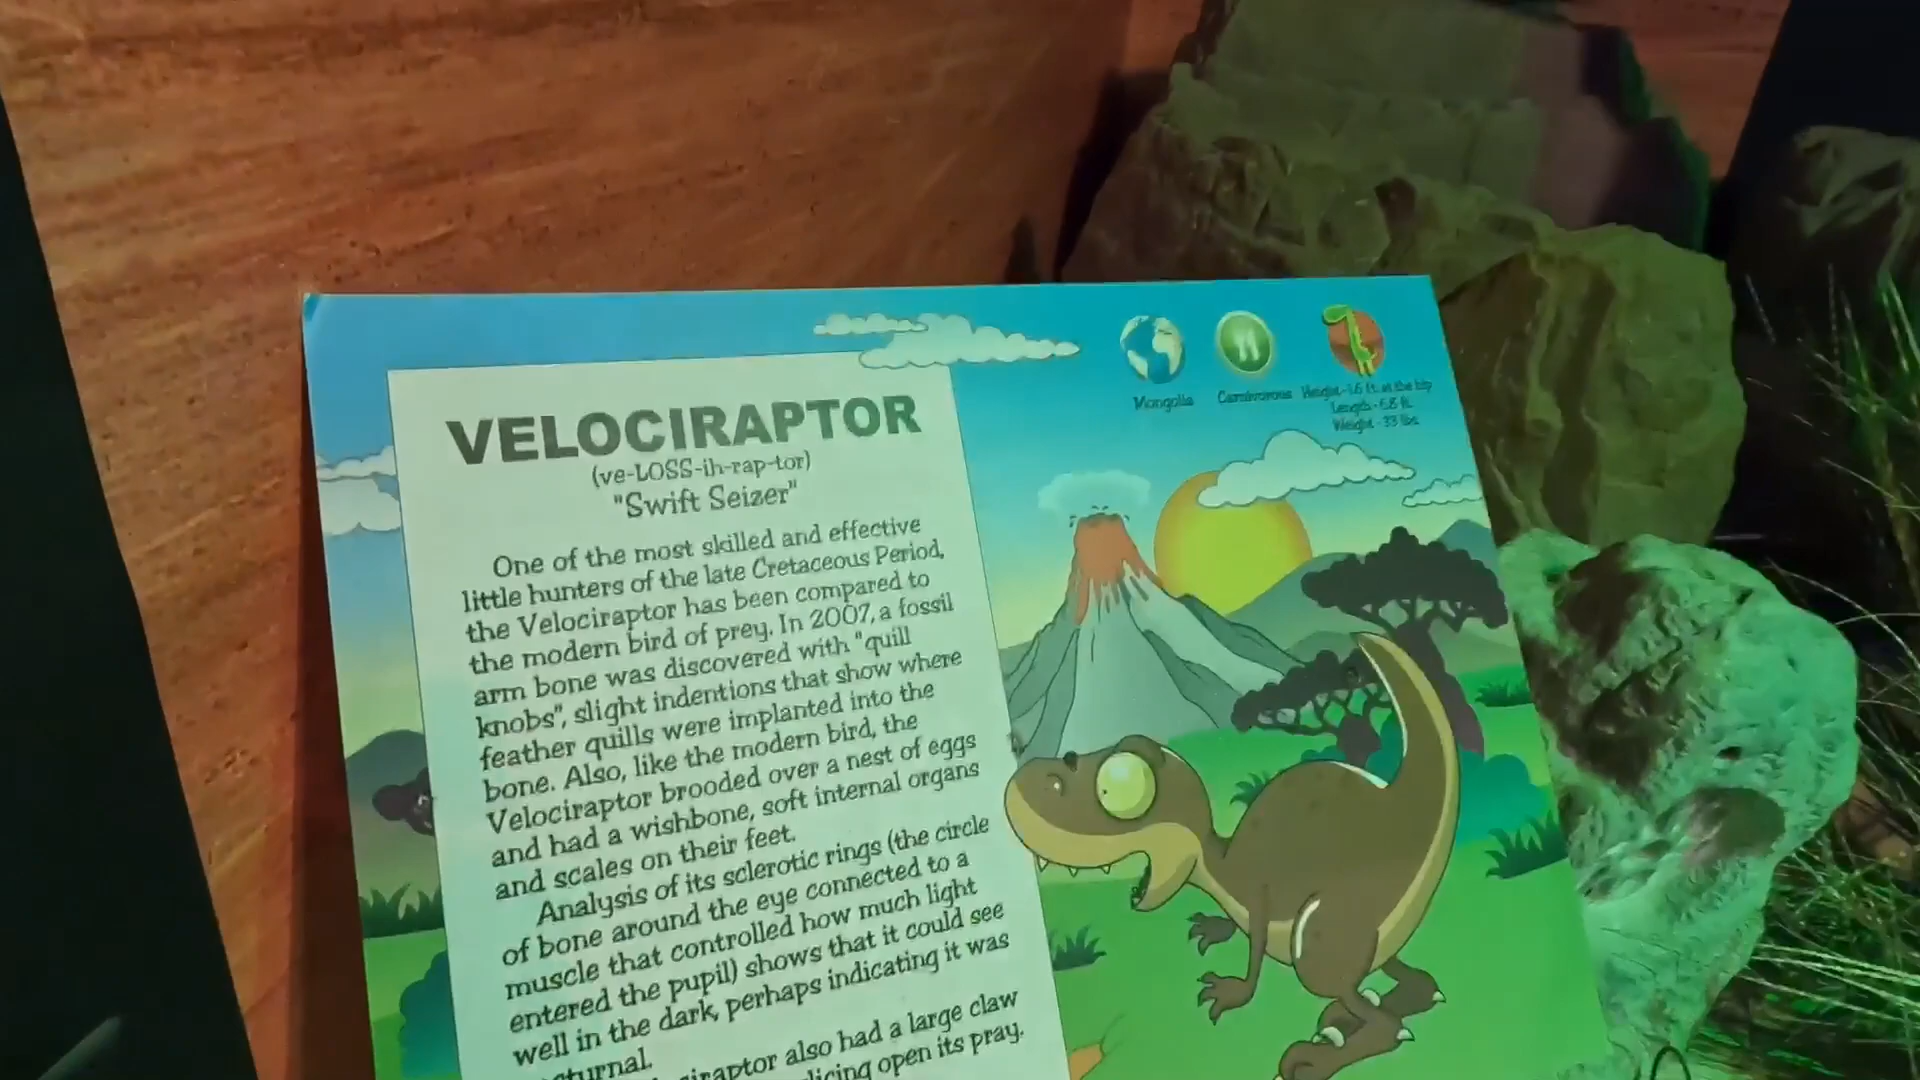 VELOCIRAPTOR
(ve-LOSS-ih-rap-tor)
"Swift Seizer"
One of the most skilled and effective
little hunters of the late Cretaceous Period,
the Velociraptor has been compared to
the modern bird of prey. In 2007, a fossil
arm bone was discovered with "quill
knobs", slight indentions that show where
feather quills were implanted into the
bone. Also, like the modern bird, the
Velociraptor brooded over a nest of eggs
and had a wishbone, soft internal organs
and scales on their feet.
Analysis of its sclerotic rings (the circle
of bone around the eye connected to a
muscle that controlled how much light
entered the pupil) shows that it could see
well in the dark, perhaps indicating it was
also had a large claw
open its pray.
Mongolia
Carnivorous
Height - 1.6 ft. at the hip
Length - 6.8 ft.
Weight - 33 lbs